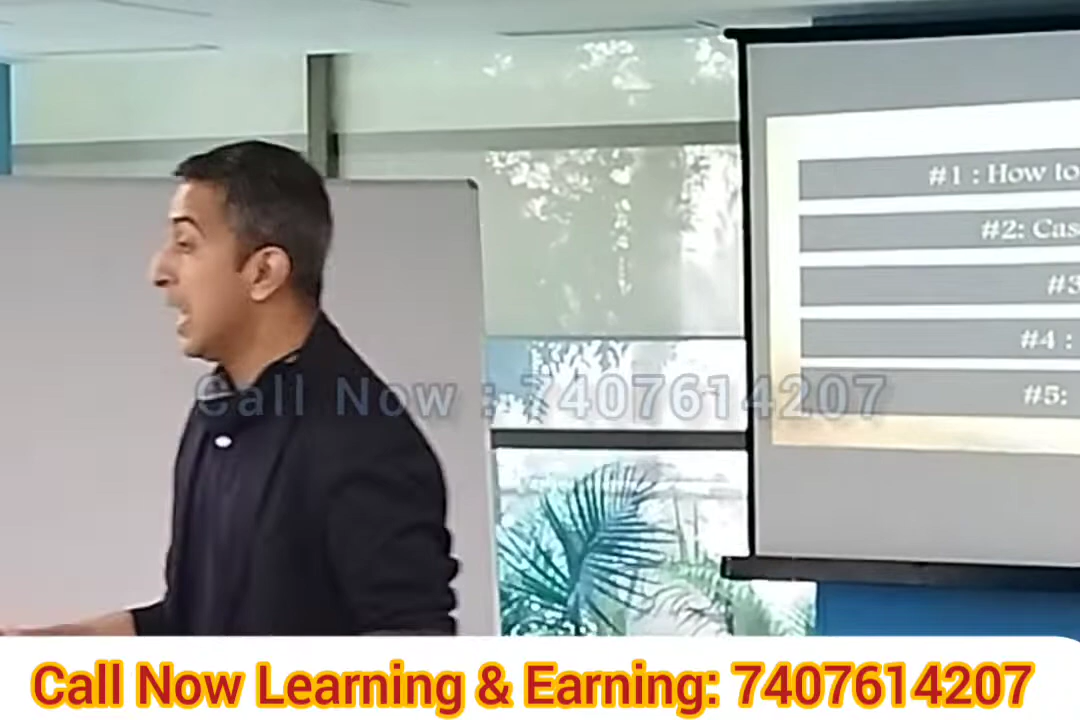 #1 : How to
#2: Cas
#3
#4 :
#5:
Call Now : 7407614207
Call Now Learning & Earning: 7407614207